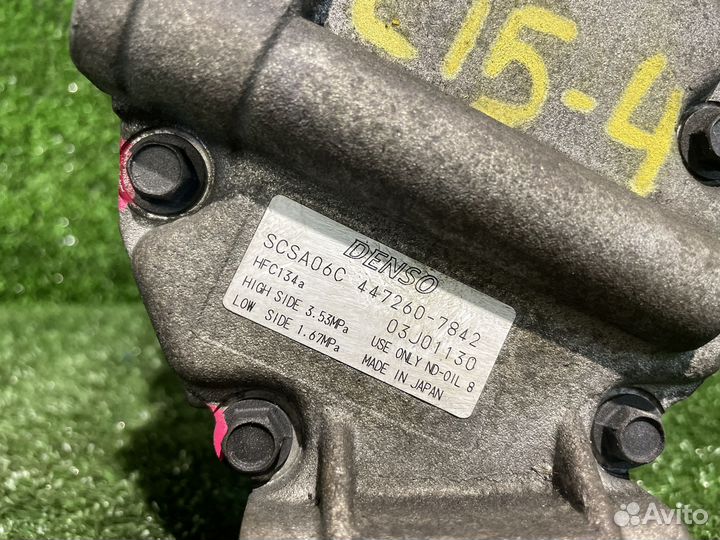 C15-4
DENSO
SCSA06C 447260-7842
HFC134a 03J01130
HIGH SIDE 3.53MPa USE ONLY ND-OIL 8
LOW SIDE 1.67MPa MADE IN JAPAN
Avito